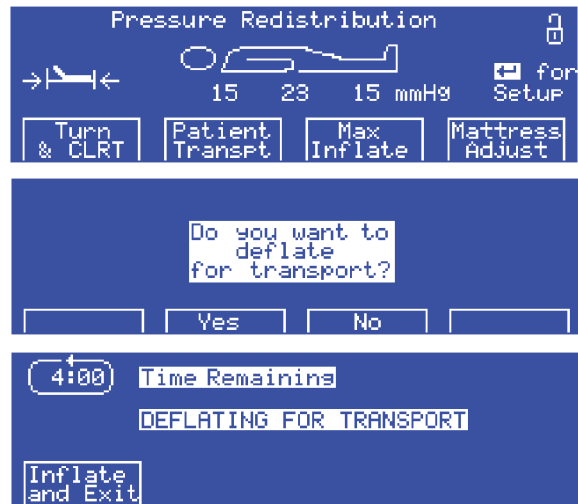 Pressure Redistribution
for
15 23 15 mmHg Setup
Turn Patient Max Mattress
& CLRT Transpt Inflate Adjust
Do you want to
deflate
for transport?
Yes No
4:00 Time Remaining
DEFLATING FOR TRANSPORT
Inflate
and Exit